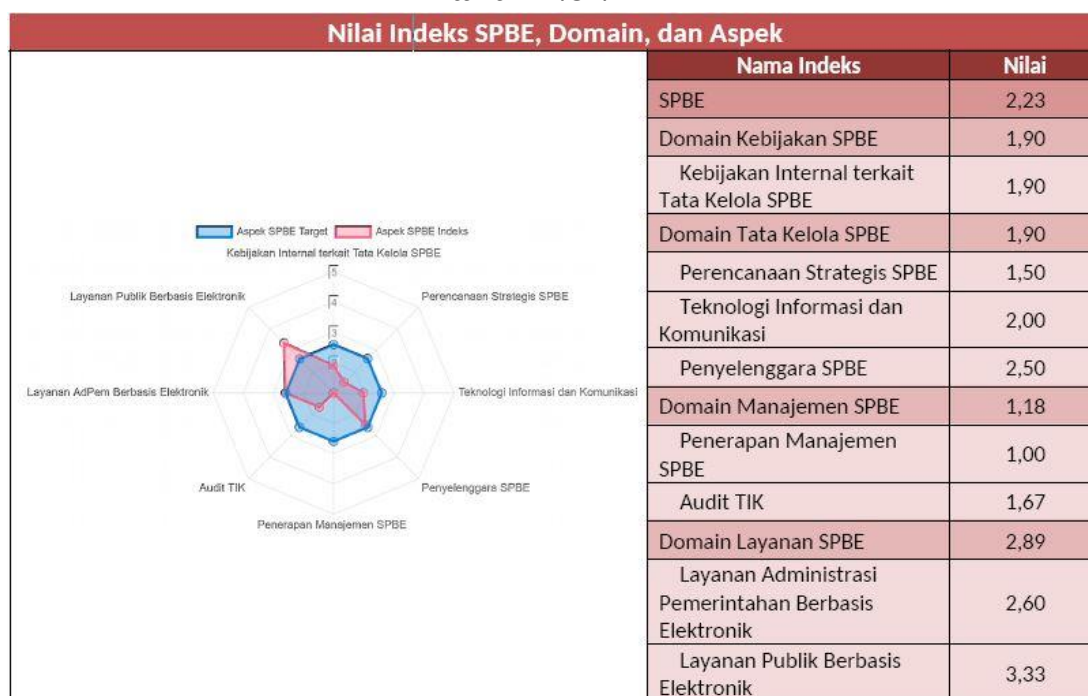 Nilai Indeks SPBE, Domain, dan Aspek
Aspek SPBE Target Aspek SPBE Indeks
Kebijakan Internal terkait Tata Kelola SPBE
5
Layanan Publik Berbasis Elektronik
Perencanaan Strategis SPBE
4
3
Layanan AdPem Berbasis Elektronik
Teknologi Informasi dan Komunikasi
Audit TIK
Penyelenggara SPBE
Penerapan Manajemen SPBE
Nama Indeks Nilai
SPBE 2,23
Domain Kebijakan SPBE 1,90
Kebijakan Internal terkait
Tata Kelola SPBE 1,90
Domain Tata Kelola SPBE 1,90
Perencanaan Strategis SPBE 1,50
Teknologi Informasi dan
Komunikasi 2,00
Penyelenggara SPBE 2,50
Domain Manajemen SPBE 1,18
Penerapan Manajemen
SPBE 1,00
Audit TIK 1,67
Domain Layanan SPBE 2,89
Layanan Administrasi
Pemerintahan Berbasis 2,60
Elektronik
Layanan Publik Berbasis
Elektronik 3,33